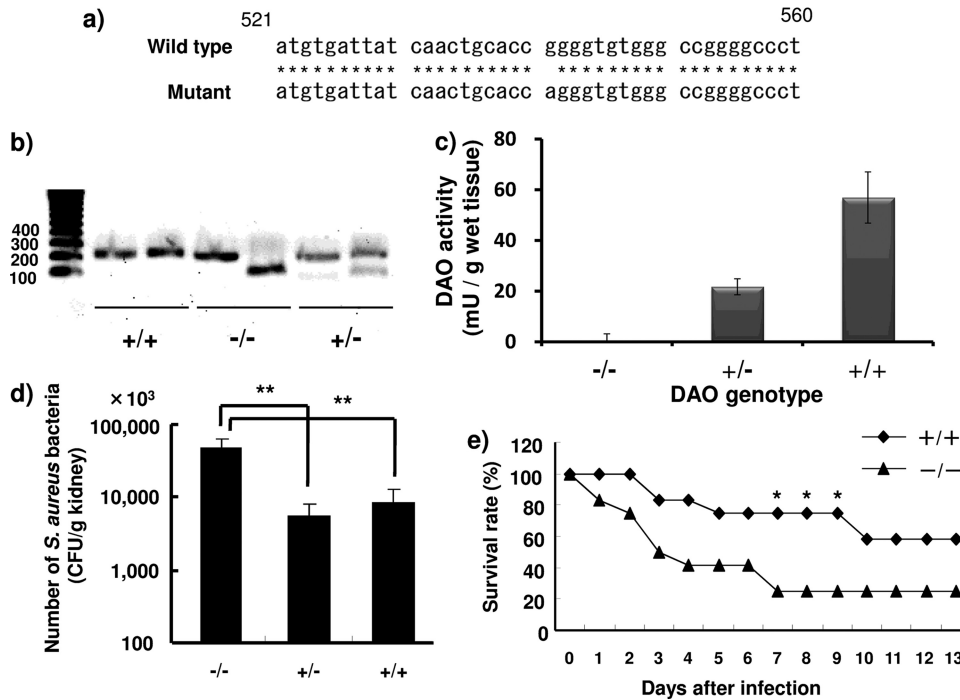 a)
521 560
Wild type atgtgattat caactgcacc ggggtgtggg ccggggccct
********** ********** ********* **********
Mutant atgtgattat caactgcacc agggtgtggg ccggggccct
b)
400
300
200
100
+/+ -/- +/-
c)
DAO activity
(mU / g wet tissue)
80
60
40
20
0
-/- +/- +/+
DAO genotype
d)
Number of S. aureus bacteria
(CFU/g kidney)
×10³
100,000
10,000
1,000
100
**
**
-/- +/- +/+
e)
Survival rate (%)
120
100
80
60
40
20
0
+/+
−/−
* * *
0 1 2 3 4 5 6 7 8 9 10 11 12 13
Days after infection